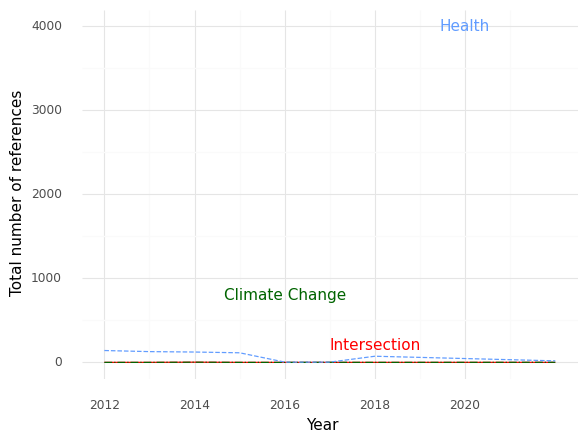 4000
Health
3000
2000
1000
Climate Change
Intersection
0
2012
2014
2016
2018
2020
Year
Total number of references